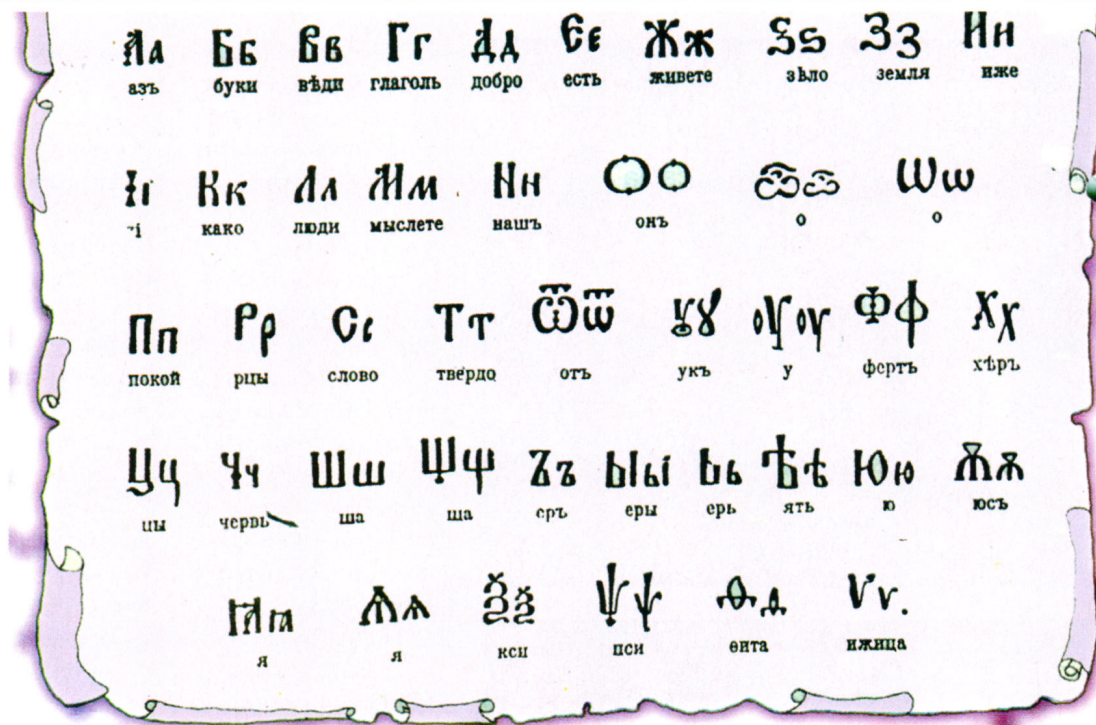 Аа Бб Вв Гг Дд Єє Жж Ѕѕ Зз Ии
азъ буки вѣди глаголь добро есть живете зѣло земля иже
Її Кк Лл Мм Нн Ѻѻ Ѽѽ Ѡѡ
ті како люди мыслете нашъ онъ о о
Пп Рр Сс Тт Ѿѿ Ꙋꙋ Ѹѹ Фф Хх
покой рцы слово твердо отъ укъ у фертъ хѣръ
Цц Чч Шш Щщ Ъъ Ыы Ьь Ѣѣ Юю Ѫѫ
цы червь ша ща еръ еры ерь ять ю юсъ
Ꙗꙗ Ѧѧ Ѯѯ Ѱѱ Ѳѳ Ѵѵ.
я я кси пси ѳита ижица